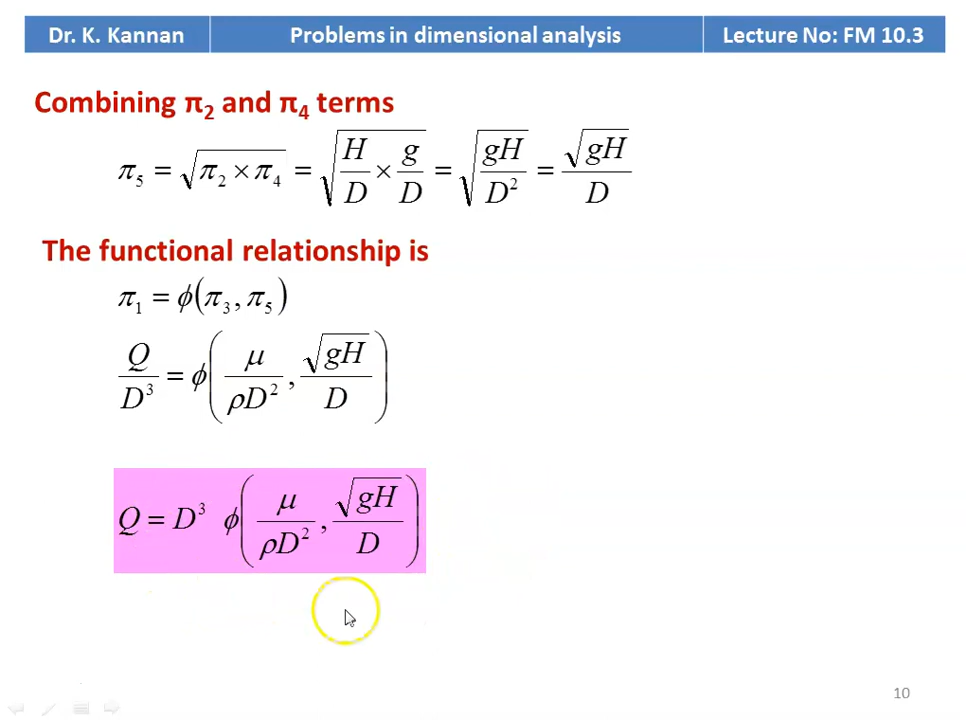 Dr. K. Kannan Problems in dimensional analysis Lecture No: FM 10.3
Combining π₂ and π₄ terms
π₅ = √(π₂ × π₄) = √(H/D × g/D) = √(gH/D²) = √(gH)/D
The functional relationship is
π₁ = ϕ(π₃, π₅)
Q/D³ = ϕ(μ/ρD², √(gH)/D)
Q = D³ ϕ(μ/ρD², √(gH)/D)
10